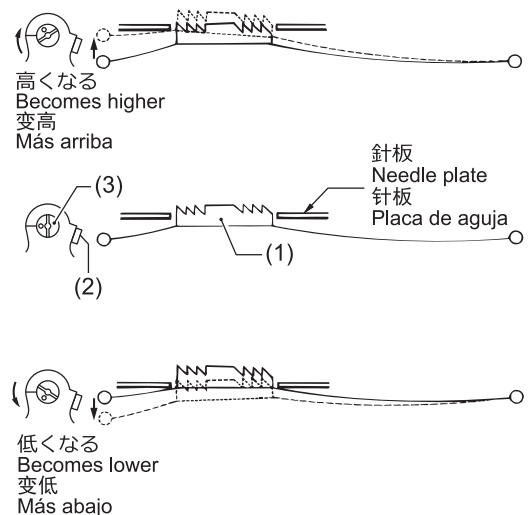 高くなる
Becomes higher
变高
Más arriba
針板
Needle plate
针板
Placa de aguja
(3)
(1)
(2)
低くなる
Becomes lower
变低
Más abajo